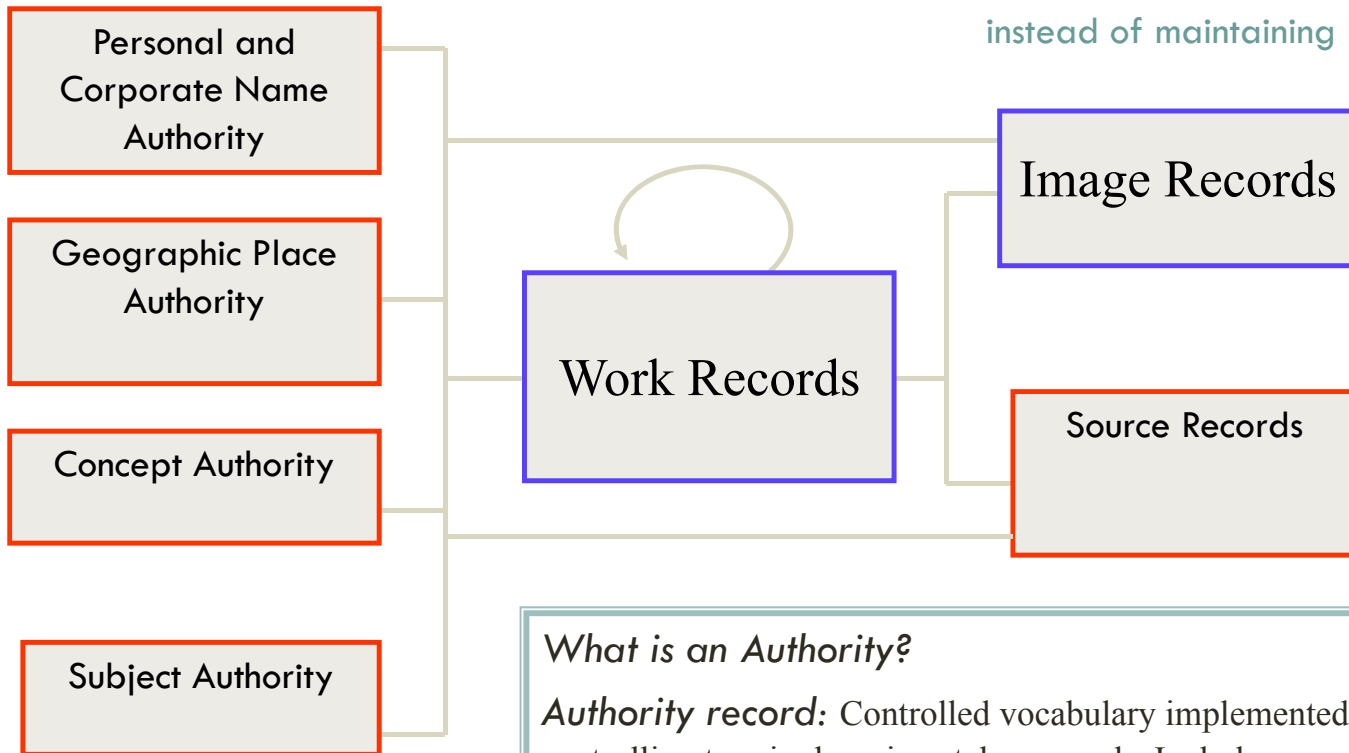 instead of maintaining
Personal and
Corporate Name
Authority
Image Records
Geographic Place
Authority
Work Records
Source Records
Concept Authority
Subject Authority
What is an Authority?
Authority record: Controlled vocabulary implemented